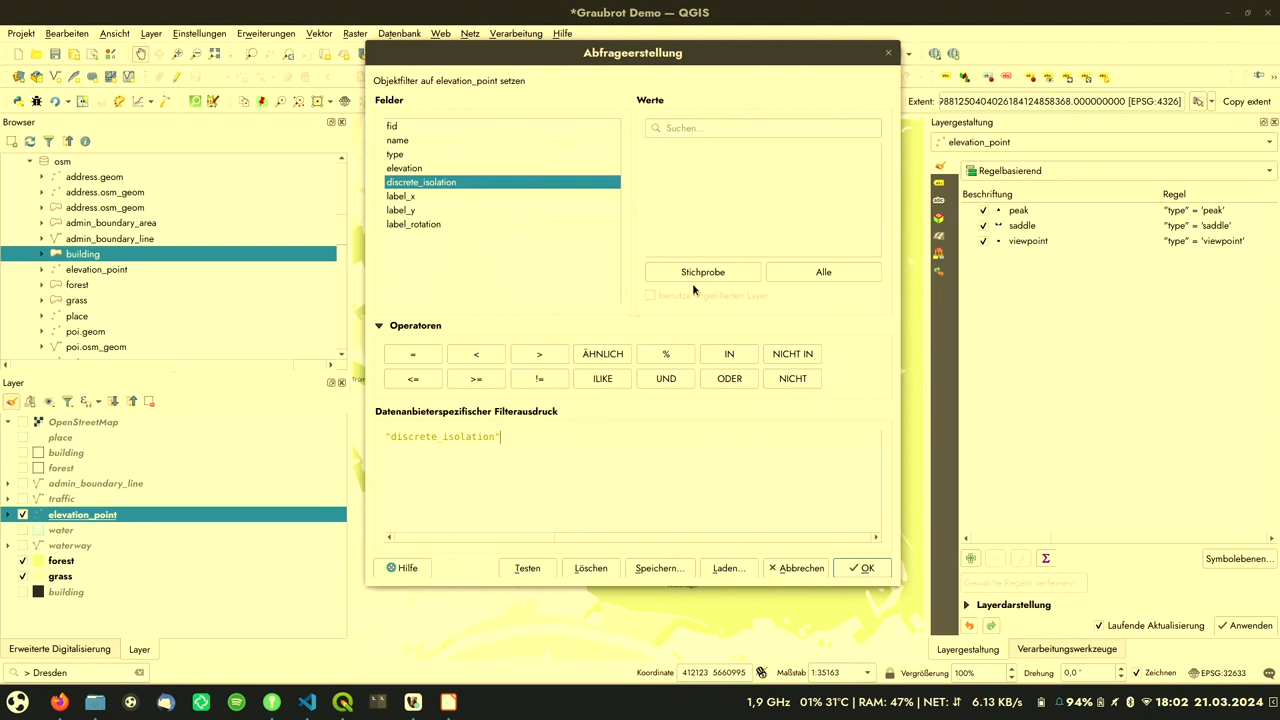 *Graubrot Demo — QGIS
Projekt Bearbeiten Ansicht Layer Einstellungen Erweiterungen Vektor Raster Datenbank Web Netz Verarbeitung Hilfe
Extent: 9881250404026184124858368.000000000 [EPSG:4326] Copy extent
Browser
osm
address.geom
address.osm_geom
address.osm_geom
admin_boundary_area
admin_boundary_line
building
elevation_point
forest
grass
place
poi.geom
poi.osm_geom
Layer
OpenStreetMap
place
building
forest
admin_boundary_line
traffic
elevation_point
water
waterway
forest
grass
building
Erweiterte Digitalisierung Layer
Abfrageerstellung
Objektfilter auf elevation_point setzen
Felder
fid
name
type
elevation
discrete_isolation
label_x
label_y
label_rotation
Werte
Suchen...
Stichprobe Alle
Operatoren
= < > ÄHNLICH % IN NICHT IN
<= >= != ILIKE UND ODER NICHT
Datenanbieterspezifischer Filterausdruck
"discrete_isolation"
Hilfe Testen Löschen Speichern... Laden... Abbrechen OK
Layergestaltung
elevation_point
Regelbasierend
Beschriftung Regel
peak "type" = 'peak'
saddle "type" = 'saddle'
viewpoint "type" = 'viewpoint'
Symbolebenen...
Gewählte Regeln verfeinern
Layerdarstellung
Laufende Aktualisierung Anwenden
Layergestaltung Verarbeitungswerkzeuge
> Dresden
Koordinate 412123 5660995 Maßstab 1:35163 Vergrößerung 100% Drehung 0,0 ° Zeichnen EPSG:32633
1,9 GHz 01% 31°C | RAM: 47% | NET: 6.13 KB/s 94% 18:02 21.03.2024